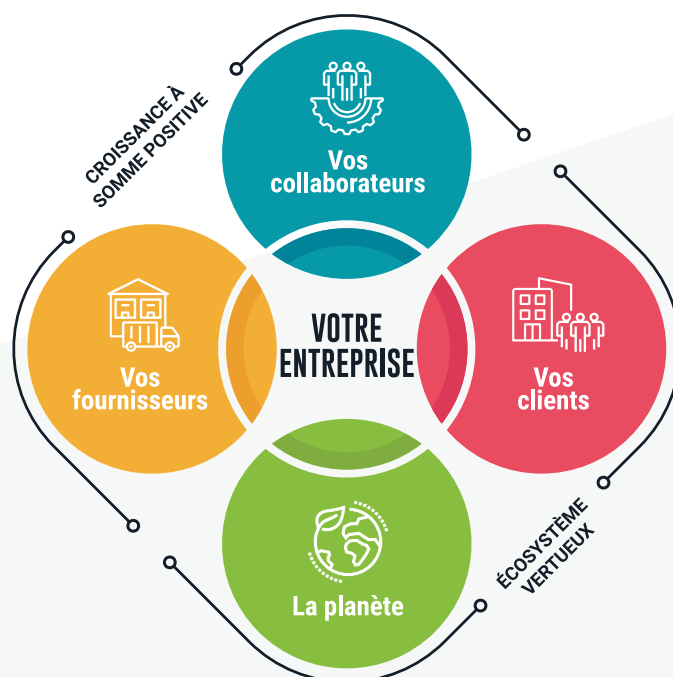 CROISSANCE À
SOMME POSITIVE
Vos
collaborateurs
Vos
fournisseurs
VOTRE
ENTREPRISE
Vos
clients
La planète
ÉCOSYSTÈME
VERTUEUX